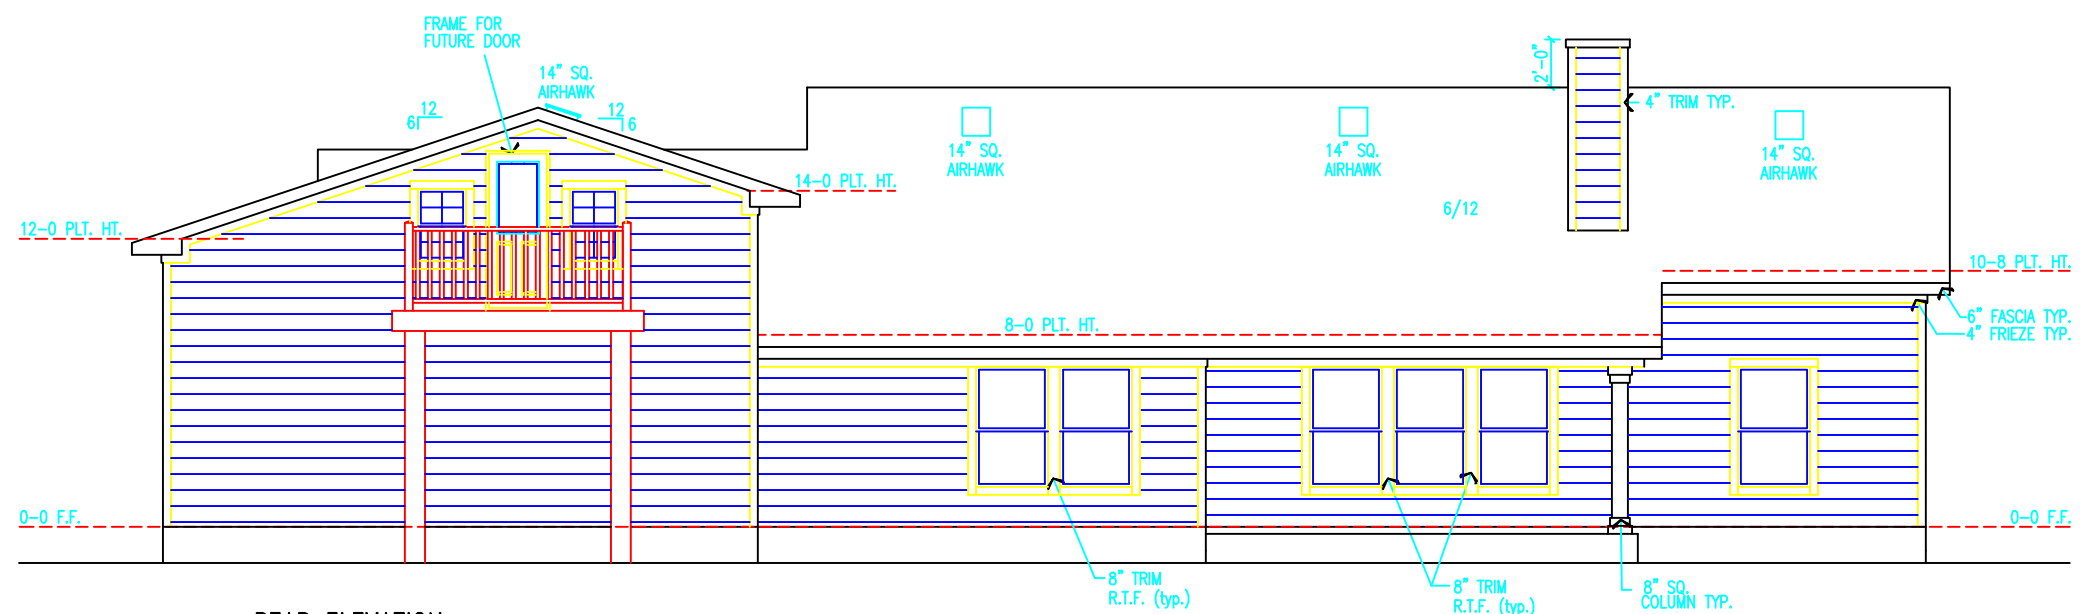 FRAME FOR
FUTURE DOOR
14" SQ.
AIRHAWK
12
6
12
6
2'-0"
4" TRIM TYP.
14" SQ.
AIRHAWK
14" SQ.
AIRHAWK
14" SQ.
AIRHAWK
14-0 PLT. HT.
6/12
12-0 PLT. HT.
10-8 PLT. HT.
6" FASCIA TYP.
4" FRIEZE TYP.
8-0 PLT. HT.
0-0 F.F.
0-0 F.F.
8" TRIM
R.T.F. (typ.)
8" TRIM
R.T.F. (typ.)
8" SQ.
COLUMN TYP.
REAR ELEVATION